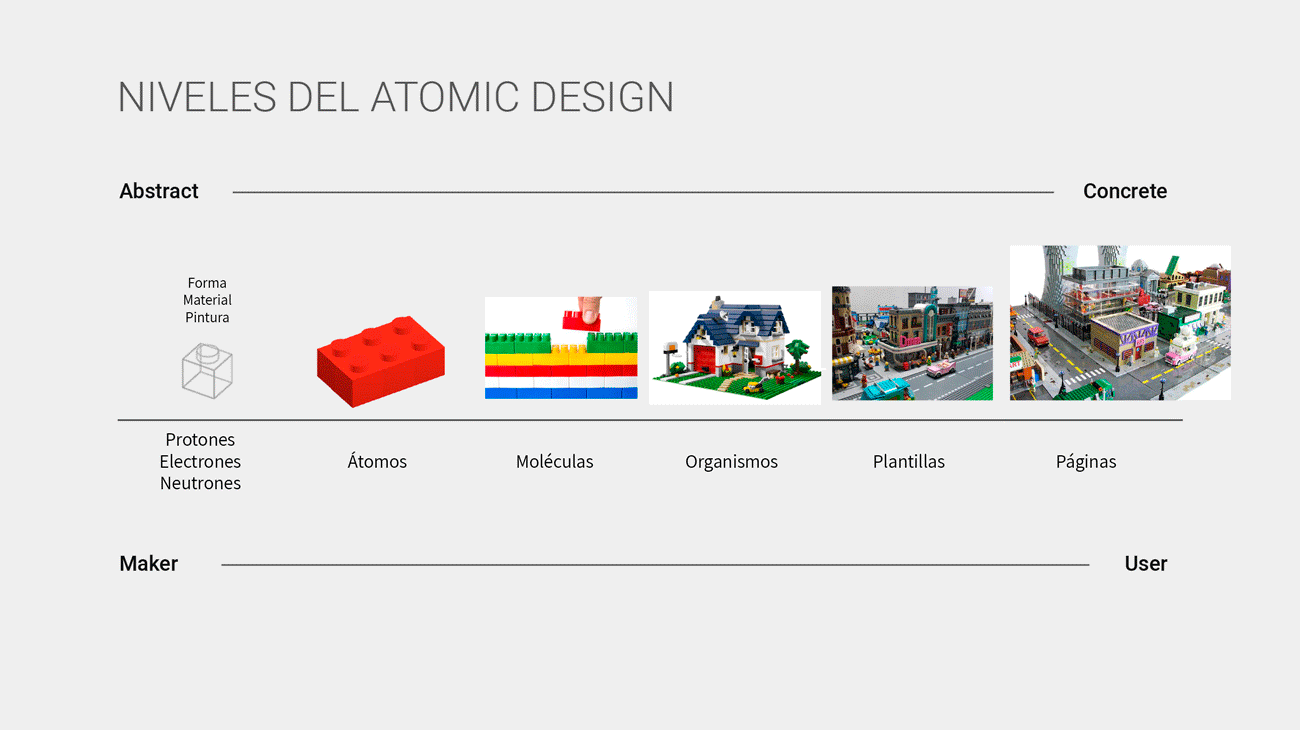 NIVELES DEL ATOMIC DESIGN
Abstract
Concrete
Forma
Material
Pintura
Protones
Electrones
Neutrones
Átomos
Moléculas
Organismos
Plantillas
Páginas
Maker
User